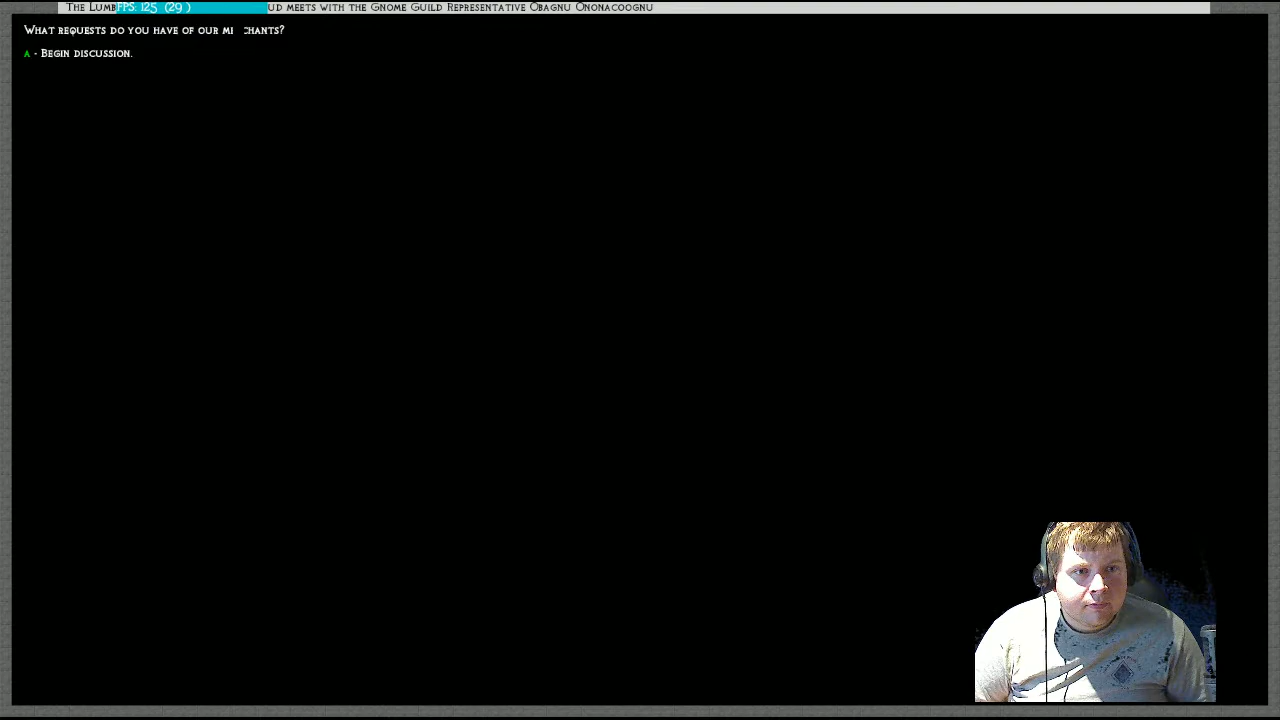 The Lumb FPS: 125 (29 ) ud meets with the Gnome Guild Representative Obagnu Ononacoognu
What requests do you have of our m chants?
A - Begin discussion.